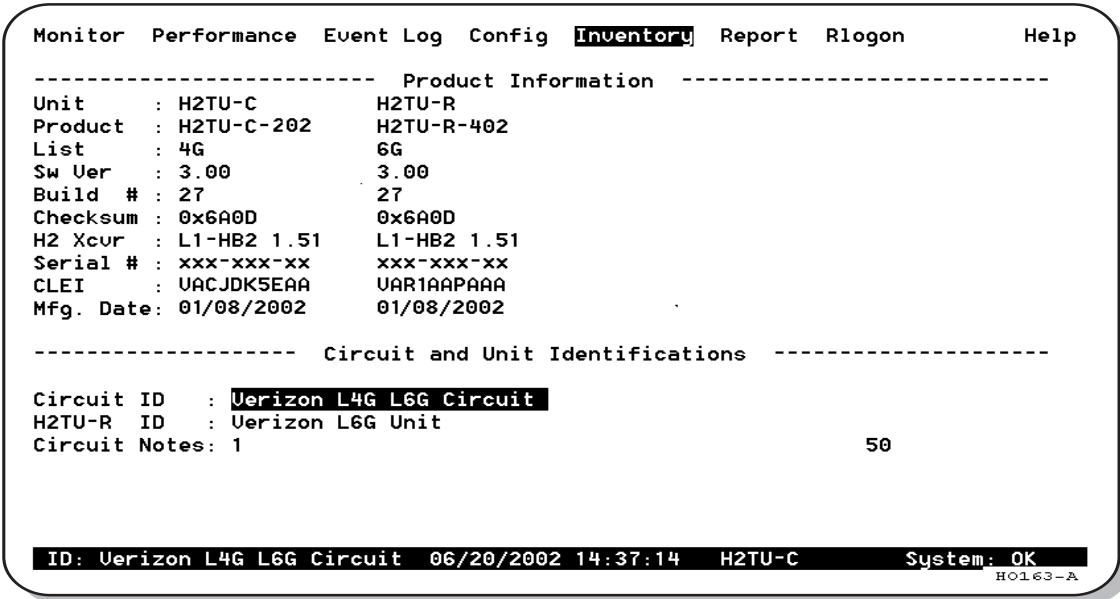 Monitor Performance Event Log Config Inventory Report Rlogon Help
--------------------------- Product Information ----------------------------
Unit : H2TU-C H2TU-R
Product : H2TU-C-202 H2TU-R-402
List : 4G 6G
Sw Ver : 3.00 3.00
Build # : 27 27
Checksum : 0x6A0D 0x6A0D
H2 Xcvr : L1-HB2 1.51 L1-HB2 1.51
Serial # : xxx-xxx-xx xxx-xxx-xx
CLEI : VACJDK5EAA VAR1AAPAAA
Mfg. Date: 01/08/2002 01/08/2002
-------------------- Circuit and Unit Identifications ---------------------
Circuit ID : Verizon L4G L6G Circuit
H2TU-R ID : Verizon L6G Unit
Circuit Notes: 1 50
ID: Verizon L4G L6G Circuit 06/20/2002 14:37:14 H2TU-C System: OK
HO163-A